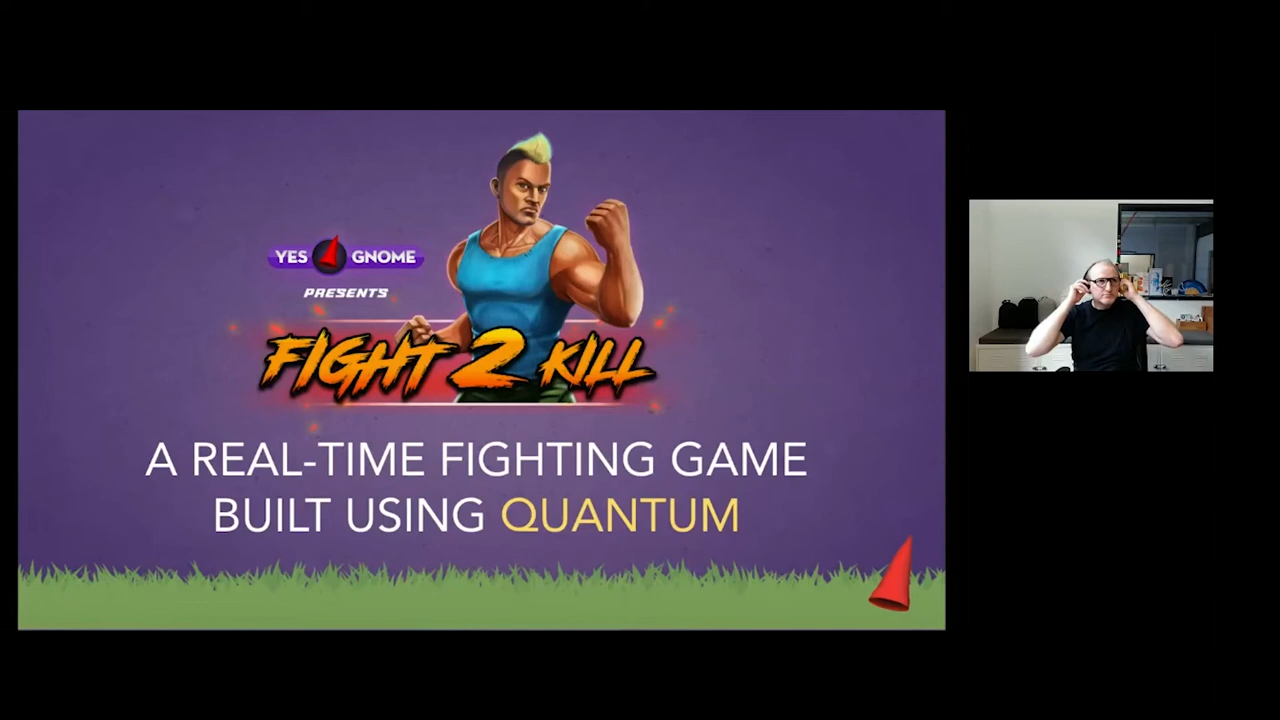 YES GNOME
PRESENTS
FIGHT 2 KILL
A REAL-TIME FIGHTING GAME
BUILT USING QUANTUM